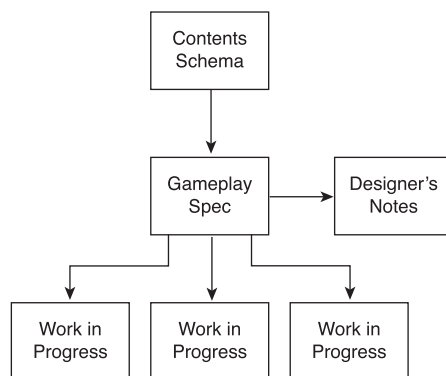 Contents
Schema
Gameplay
Spec
Designer's
Notes
Work in
Progress
Work in
Progress
Work in
Progress